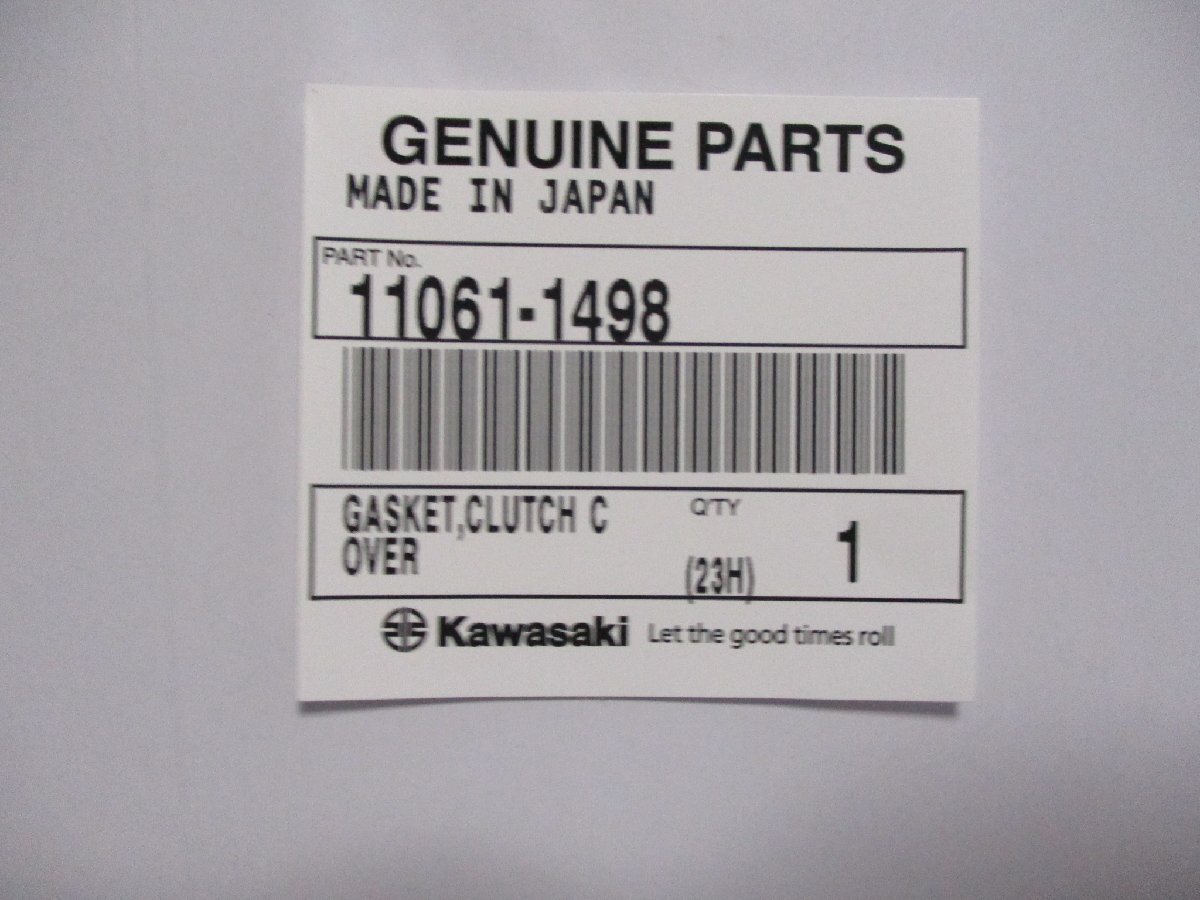 GENUINE PARTS
MADE IN JAPAN
PART No.
11061-1498
GASKET,CLUTCH C
OVER
Q'TY
(23H)
1
Kawasaki Let the good times roll